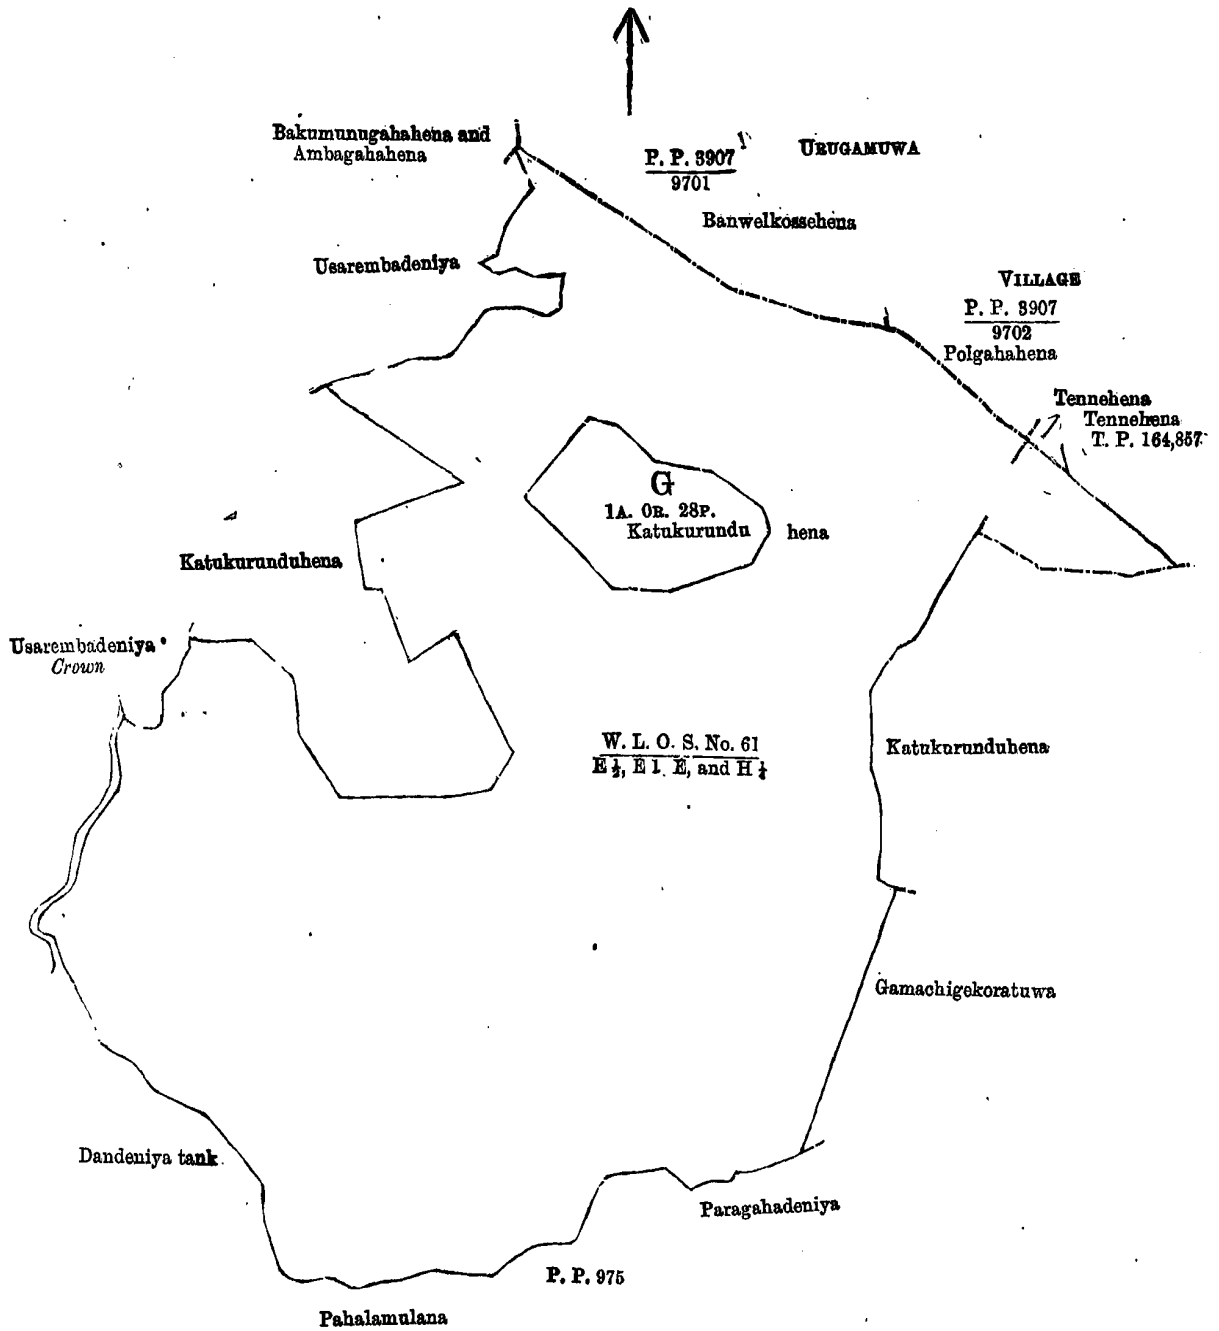 Bakumunugahahena and
Ambagahahena
P. P. 3907
9701
URUGAMUWA
Banwelkossehena
Usarembadeniya
VILLAGE
P. P. 3907
9702
Polgahahena
Tennehena
Tennehena
T. P. 164,857
G
1A. 0R. 28P.
Katukurundu hena
Katukurunduhena
Usarembadeniya
Crown
W. L. O. S. No. 61
E ½, E 1. E, and H ¼
Katukurunduhena
Gamachigekoratuwa
Dandeniya tank
Paragahadeniya
P. P. 975
Pahalamulana